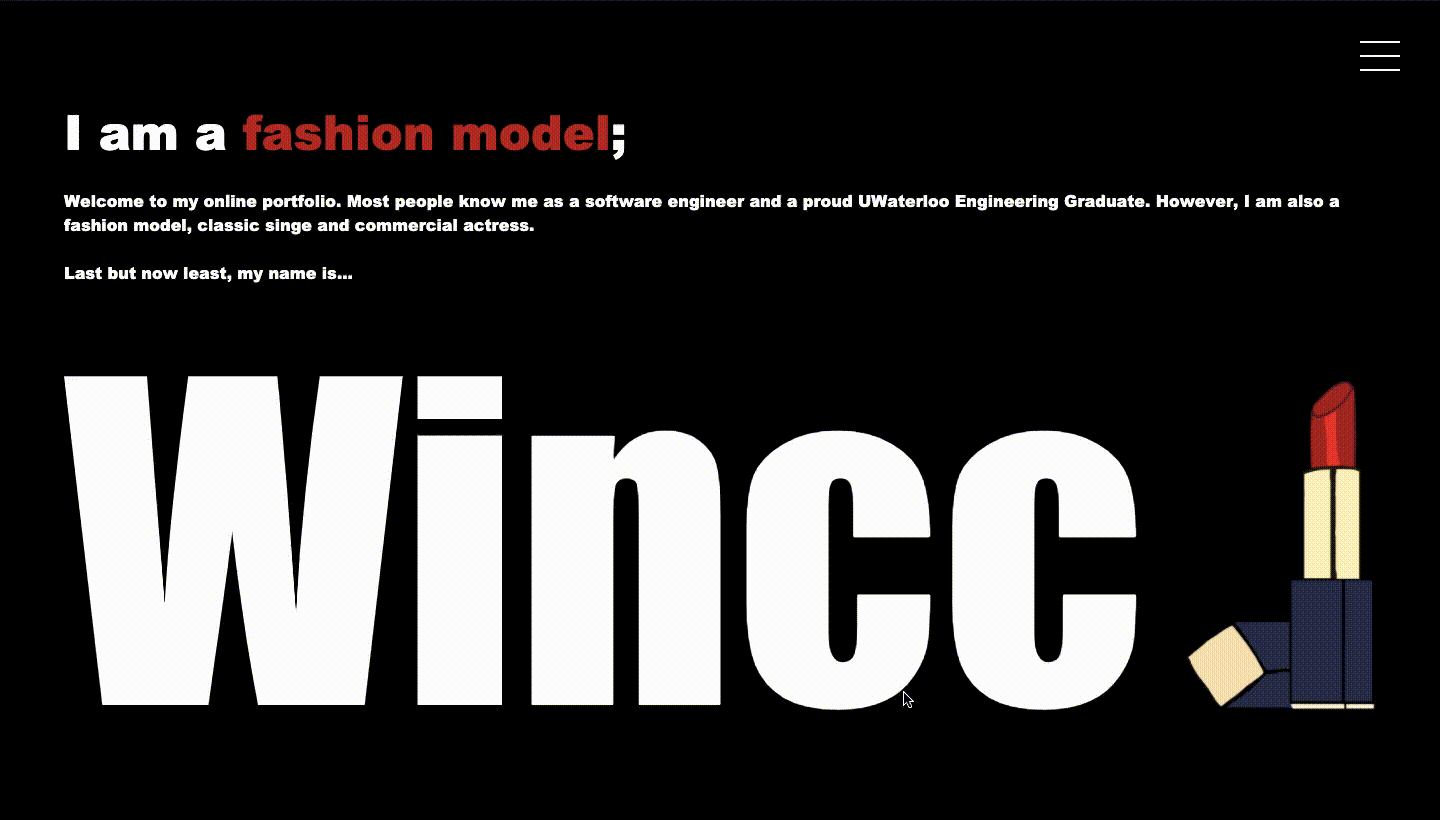 I am a fashion model;
Welcome to my online portfolio. Most people know me as a software engineer and a proud UWaterloo Engineering Graduate. However, I am also a
fashion model, classic singe and commercial actress.
Last but now least, my name is...
Wincc